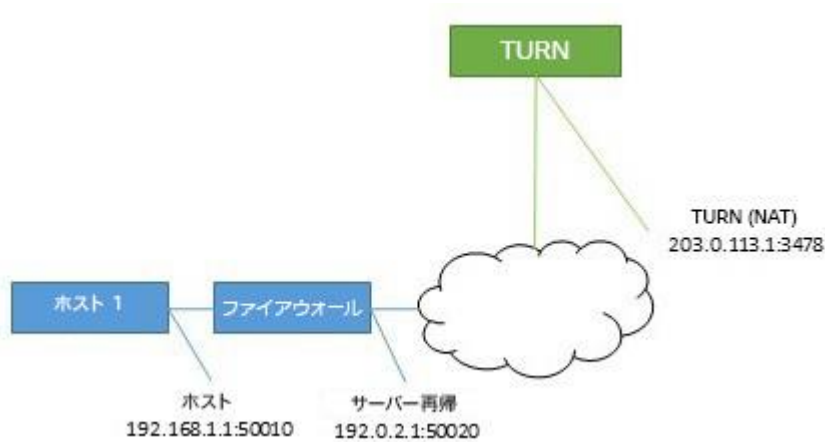 TURN
TURN (NAT)
203.0.113.1:3478
ホスト 1
ファイアウォール
ホスト
192.168.1.1:50010
サーバー再帰
192.0.2.1:50020